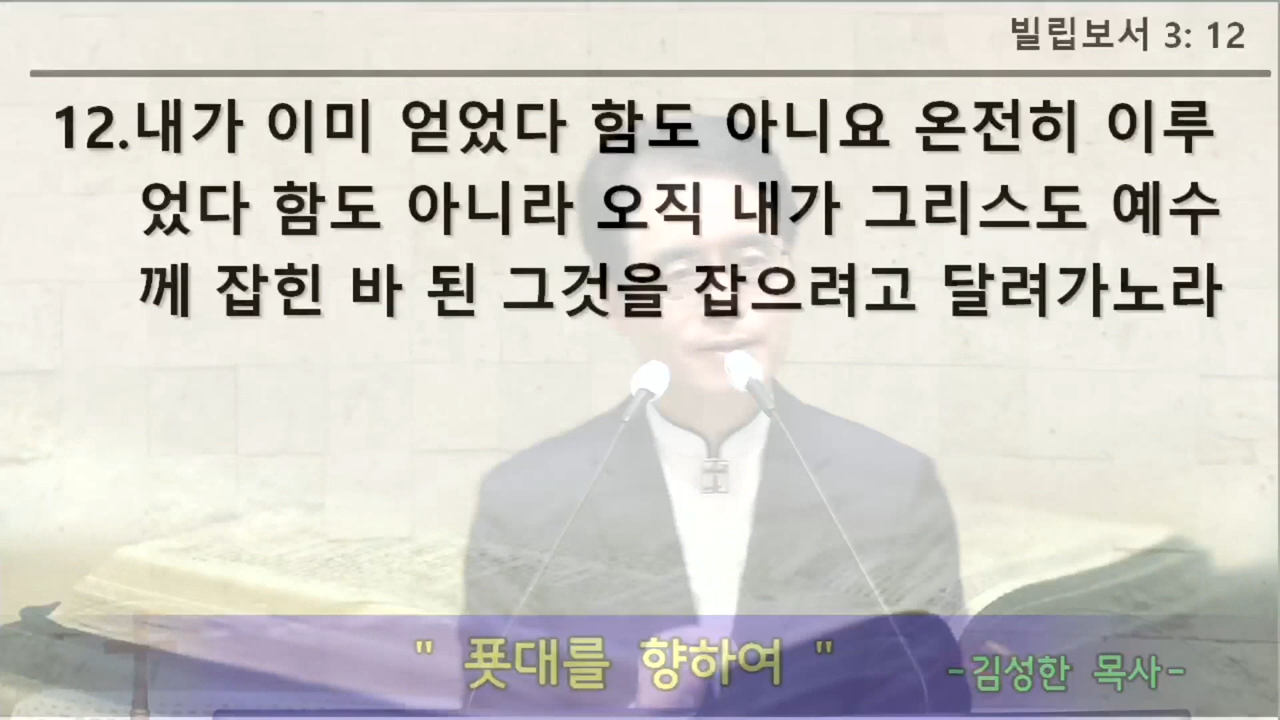 빌립보서 3: 12
12.내가 이미 얻었다 함도 아니요 온전히 이루
었다 함도 아니라 오직 내가 그리스도 예수
께 잡힌 바 된 그것을 잡으려고 달려가노라
" 푯대를 향하여 "
-김성한 목사-